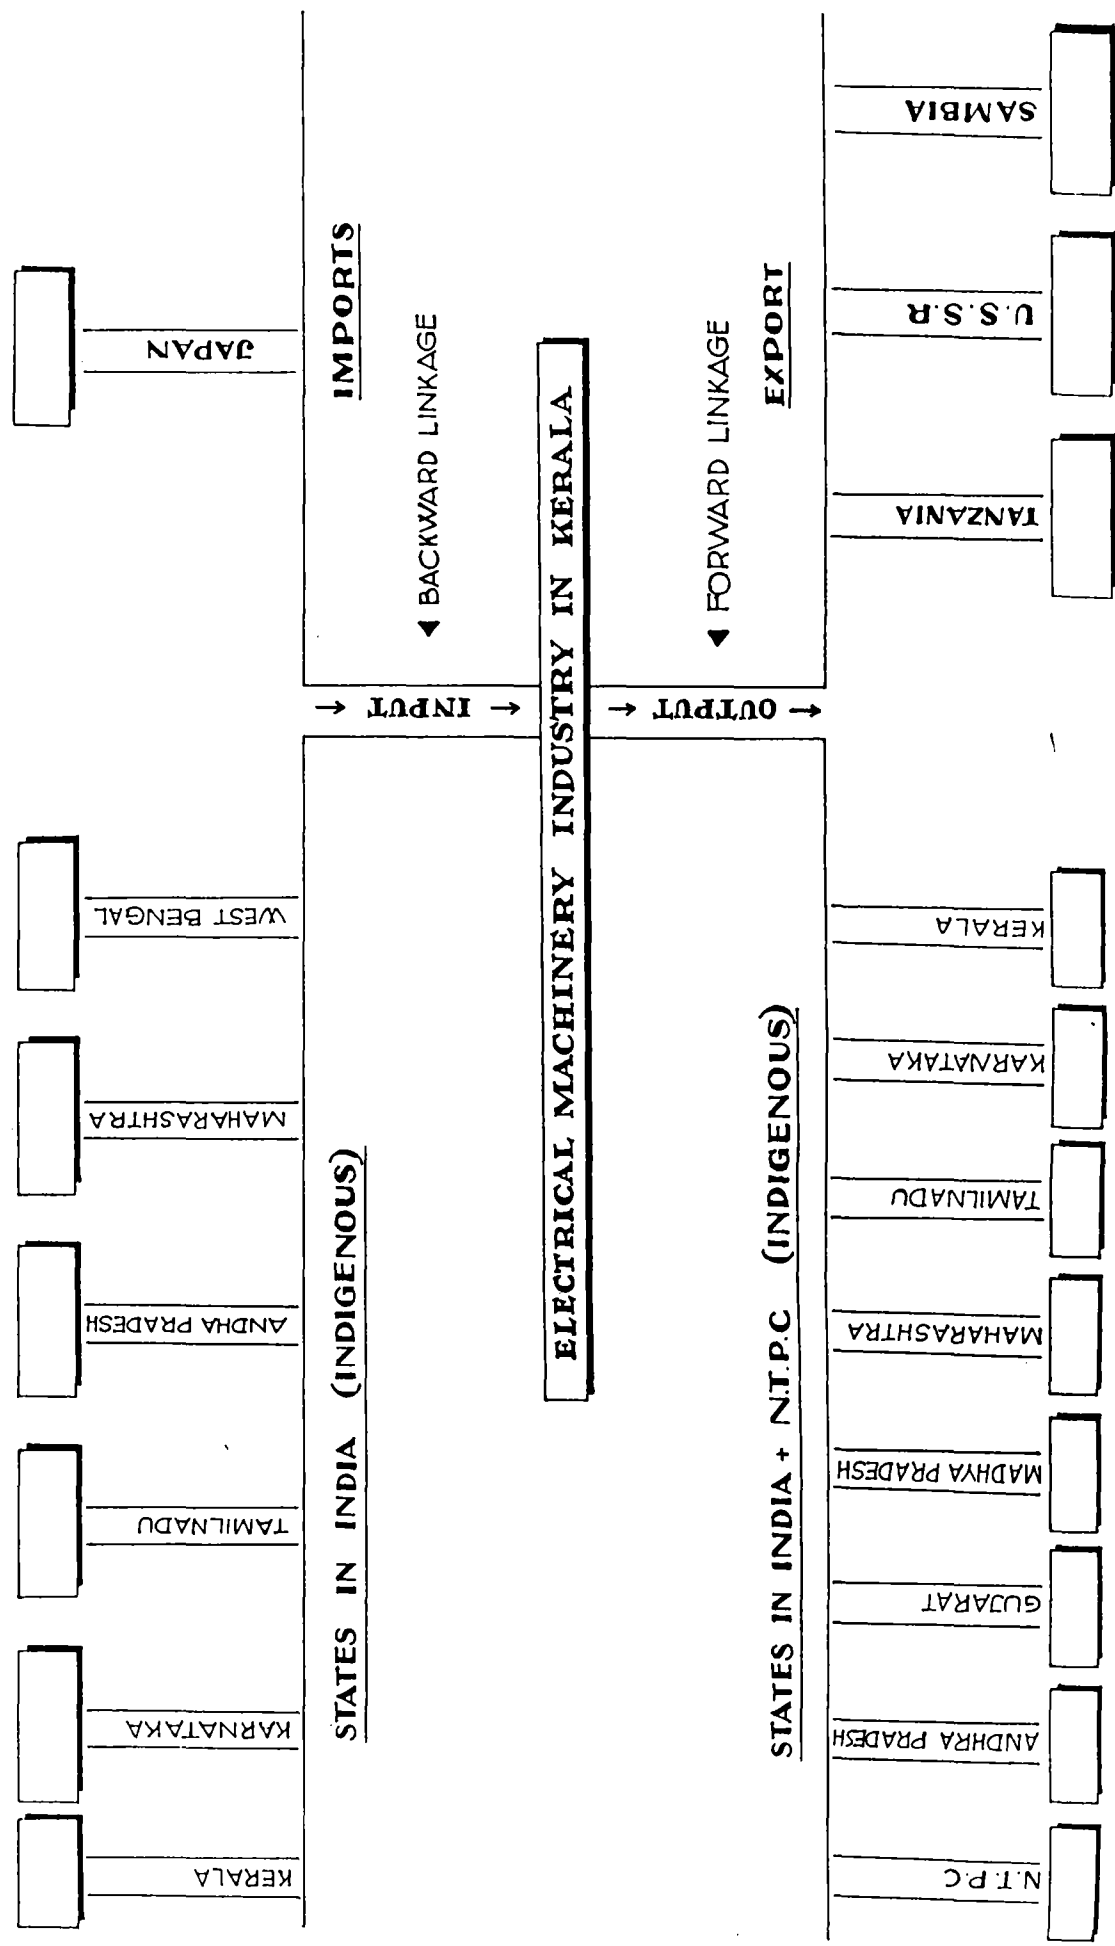 KERALA
KARNATAKA
TAMILNADU
ANDHA PRADESH
MAHARASHTRA
WEST BENGAL
JAPAN
STATES IN INDIA (INDIGENOUS)
IMPORTS
◄ BACKWARD LINKAGE
→ INPUT →
ELECTRICAL MACHINERY INDUSTRY IN KERALA
→ OUTPUT →
◄ FORWARD LINKAGE
STATES IN INDIA + N.T.P.C (INDIGENOUS)
EXPORT
N.T.P.C
ANDHRA PRADESH
GUJARAT
MADHYA PRADESH
MAHARASHTRA
TAMILNADU
KARNATAKA
KERALA
TANZANIA
U.S.S.R
SAMBIA